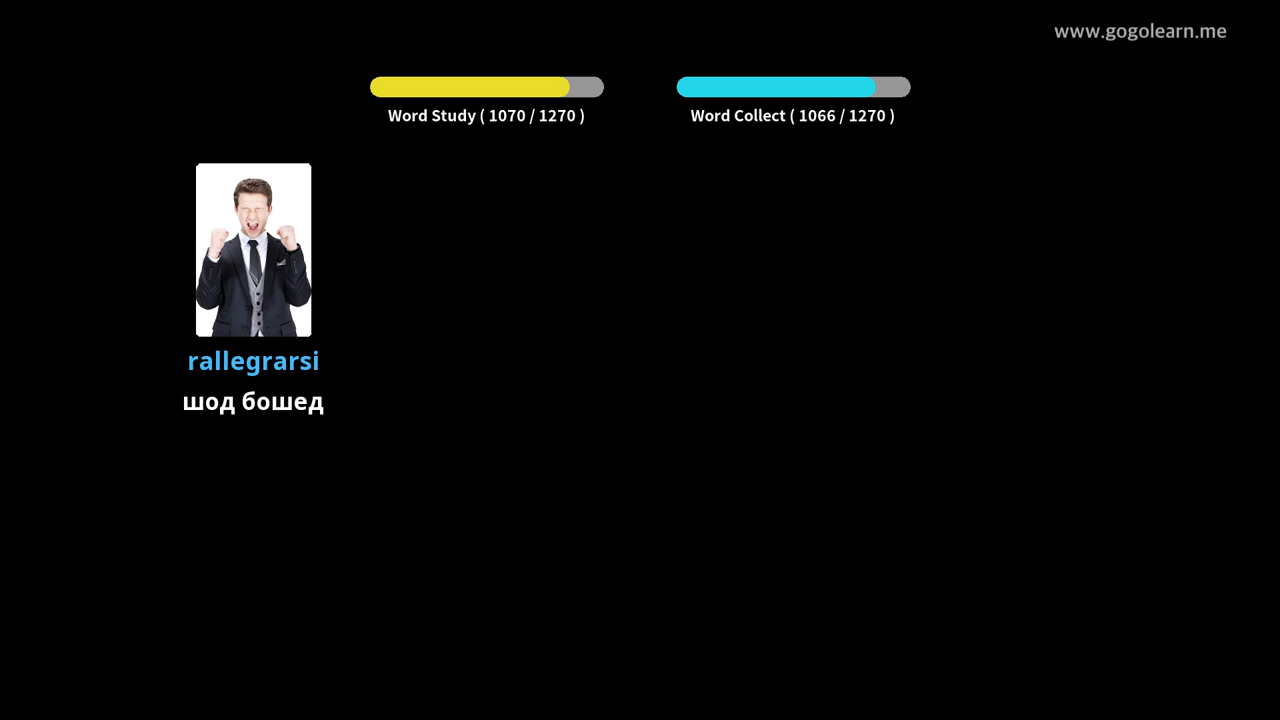 www.gogolearn.me
Word Study ( 1070 / 1270 )
Word Collect ( 1066 / 1270 )
rallegrarsi
шод бошед